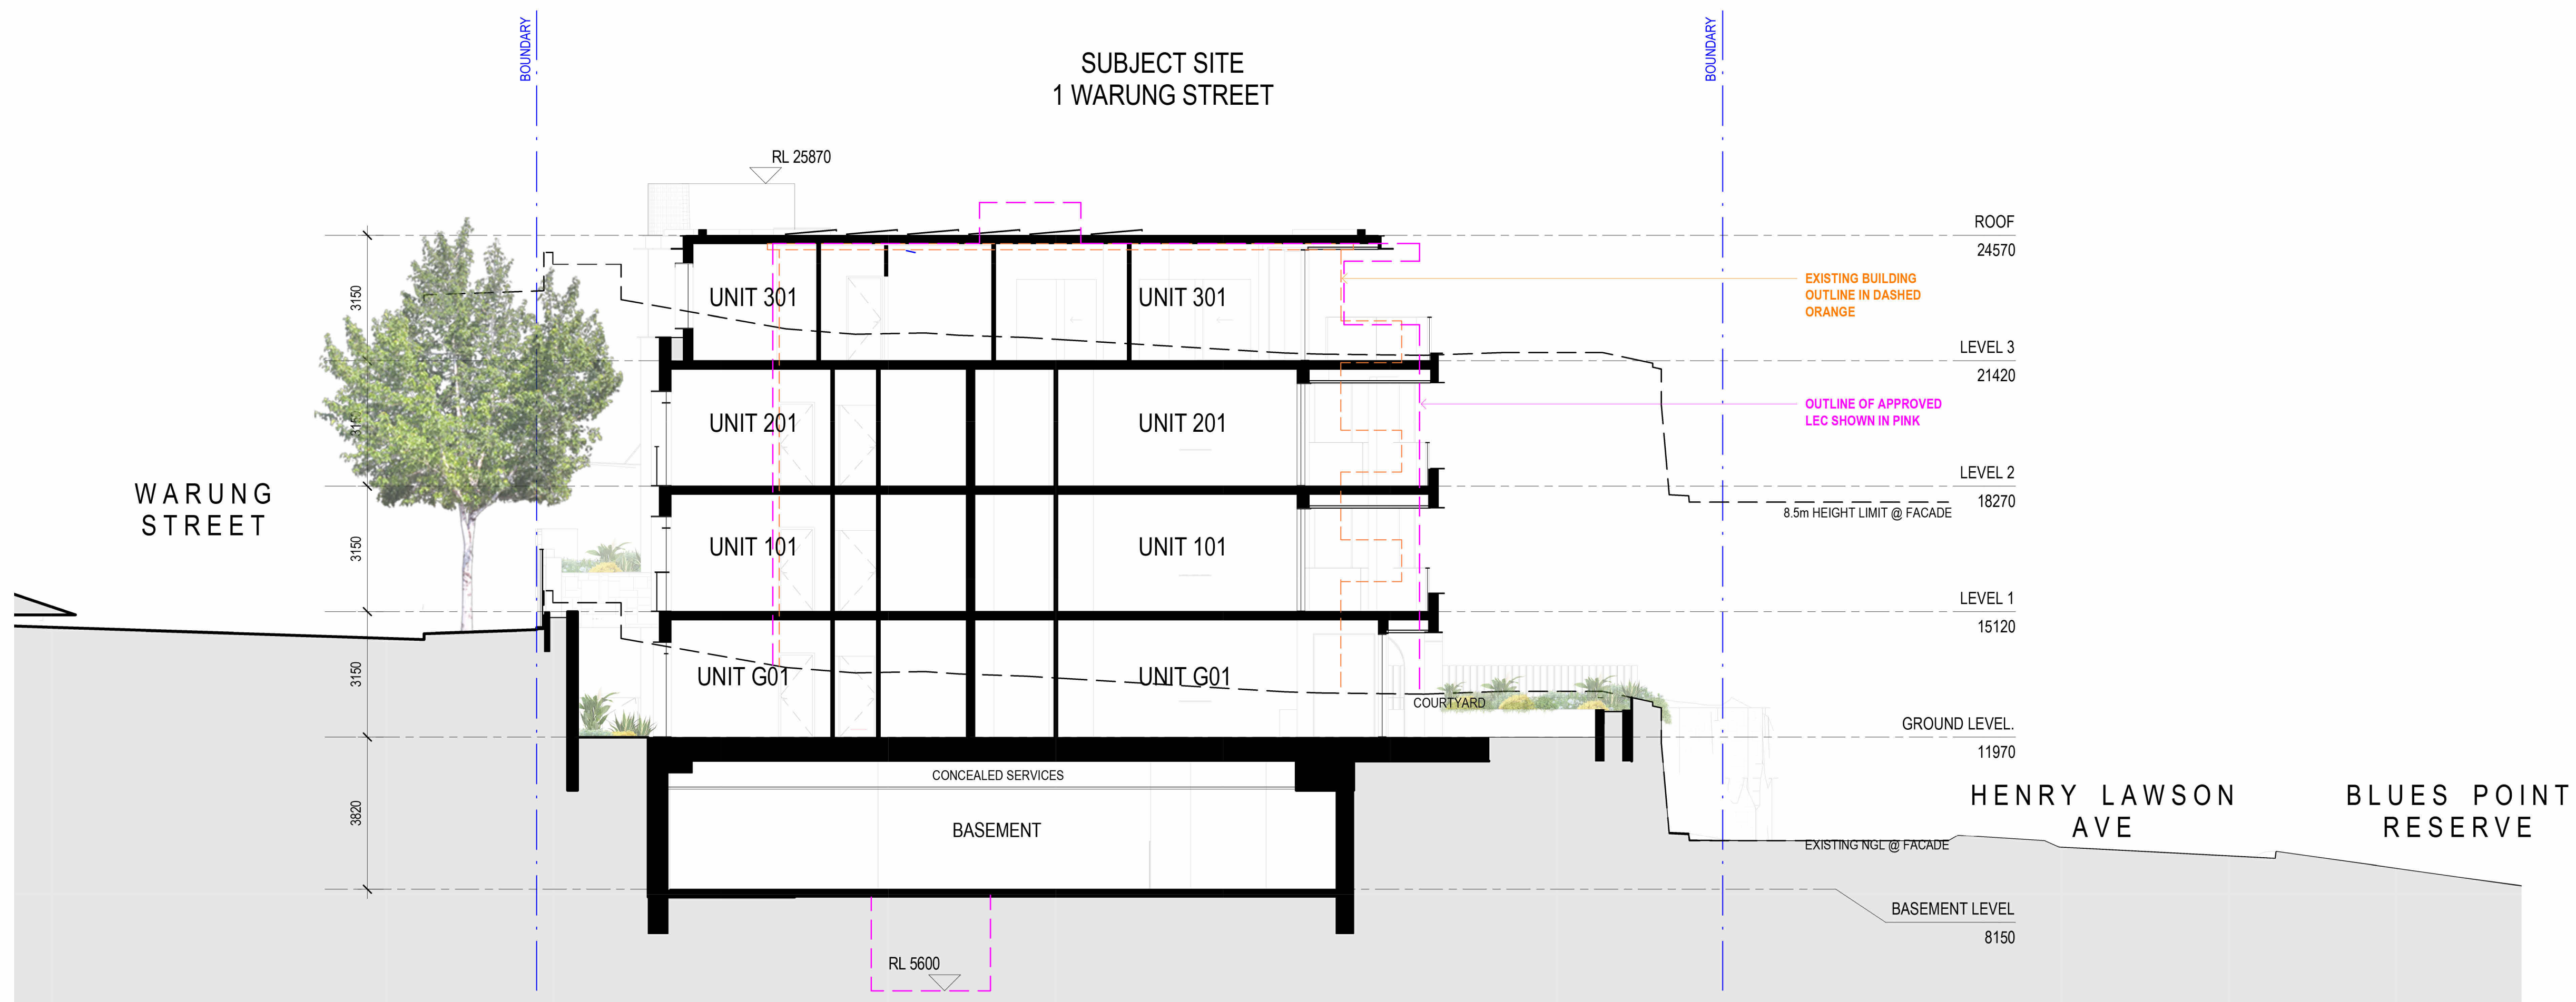 BOUNDARY
SUBJECT SITE
1 WARUNG STREET
BOUNDARY
RL 25870
ROOF
24570
EXISTING BUILDING
OUTLINE IN DASHED
ORANGE
3150
UNIT 301
UNIT 301
LEVEL 3
21420
OUTLINE OF APPROVED
LEC SHOWN IN PINK
UNIT 201
UNIT 201
LEVEL 2
18270
8.5m HEIGHT LIMIT @ FACADE
WARUNG
STREET
3150
UNIT 101
UNIT 101
LEVEL 1
15120
3150
UNIT G01
UNIT G01
COURTYARD
GROUND LEVEL.
11970
3820
CONCEALED SERVICES
BASEMENT
HENRY LAWSON
AVE
BLUES POINT
RESERVE
EXISTING NGL @ FACADE
BASEMENT LEVEL
8150
RL 5600